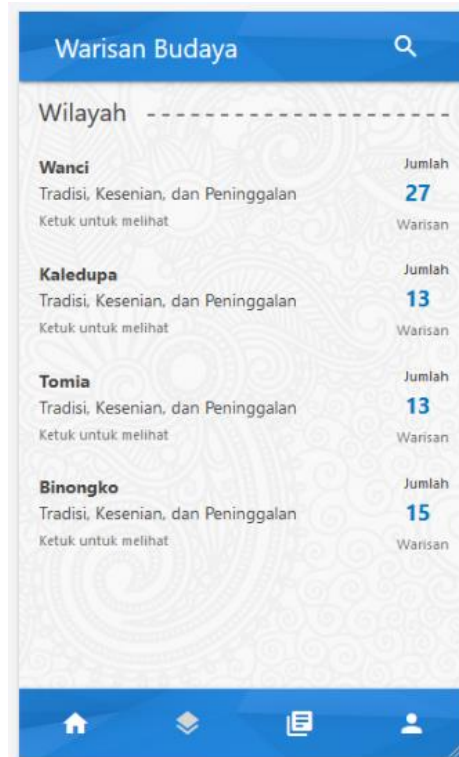 Warisan Budaya
Wilayah
Wanci
Jumlah
Tradisi, Kesenian, dan Peninggalan
27
Ketuk untuk melihat
Warisan
Kaledupa
Jumlah
Tradisi, Kesenian, dan Peninggalan
13
Ketuk untuk melihat
Warisan
Tomia
Jumlah
Tradisi, Kesenian, dan Peninggalan
13
Ketuk untuk melihat
Warisan
Binongko
Jumlah
Tradisi, Kesenian, dan Peninggalan
15
Ketuk untuk melihat
Warisan